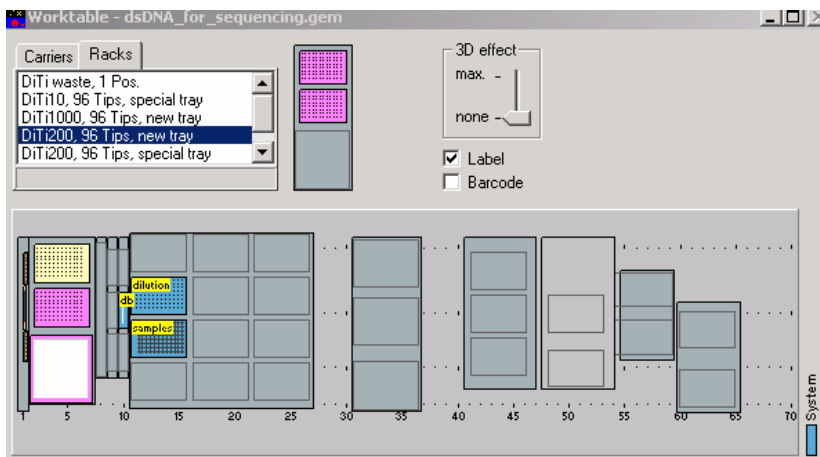 Worktable - dsDNA_for_sequencing.gem
Carriers Racks
DiTi waste, 1 Pos.
DiTi10, 96 Tips, special tray
DiTi1000, 96 Tips, new tray
DiTi200, 96 Tips, new tray
DiTi200, 96 Tips, special tray
3D effect
max. -
none -
Label
Barcode
dilution
db
samples
1 5 10 15 20 25 30 35 40 45 50 55 60 65 70
System